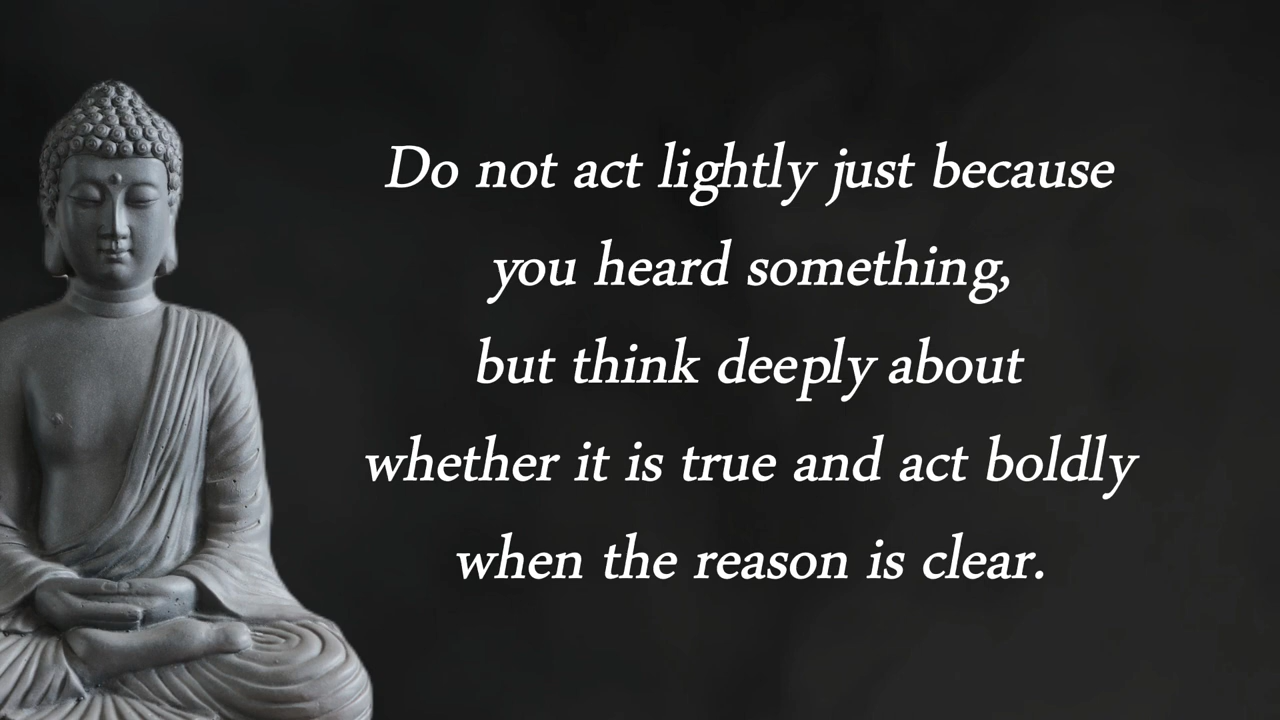 Do not act lightly just because
you heard something,
but think deeply about
whether it is true and act boldly
when the reason is clear.